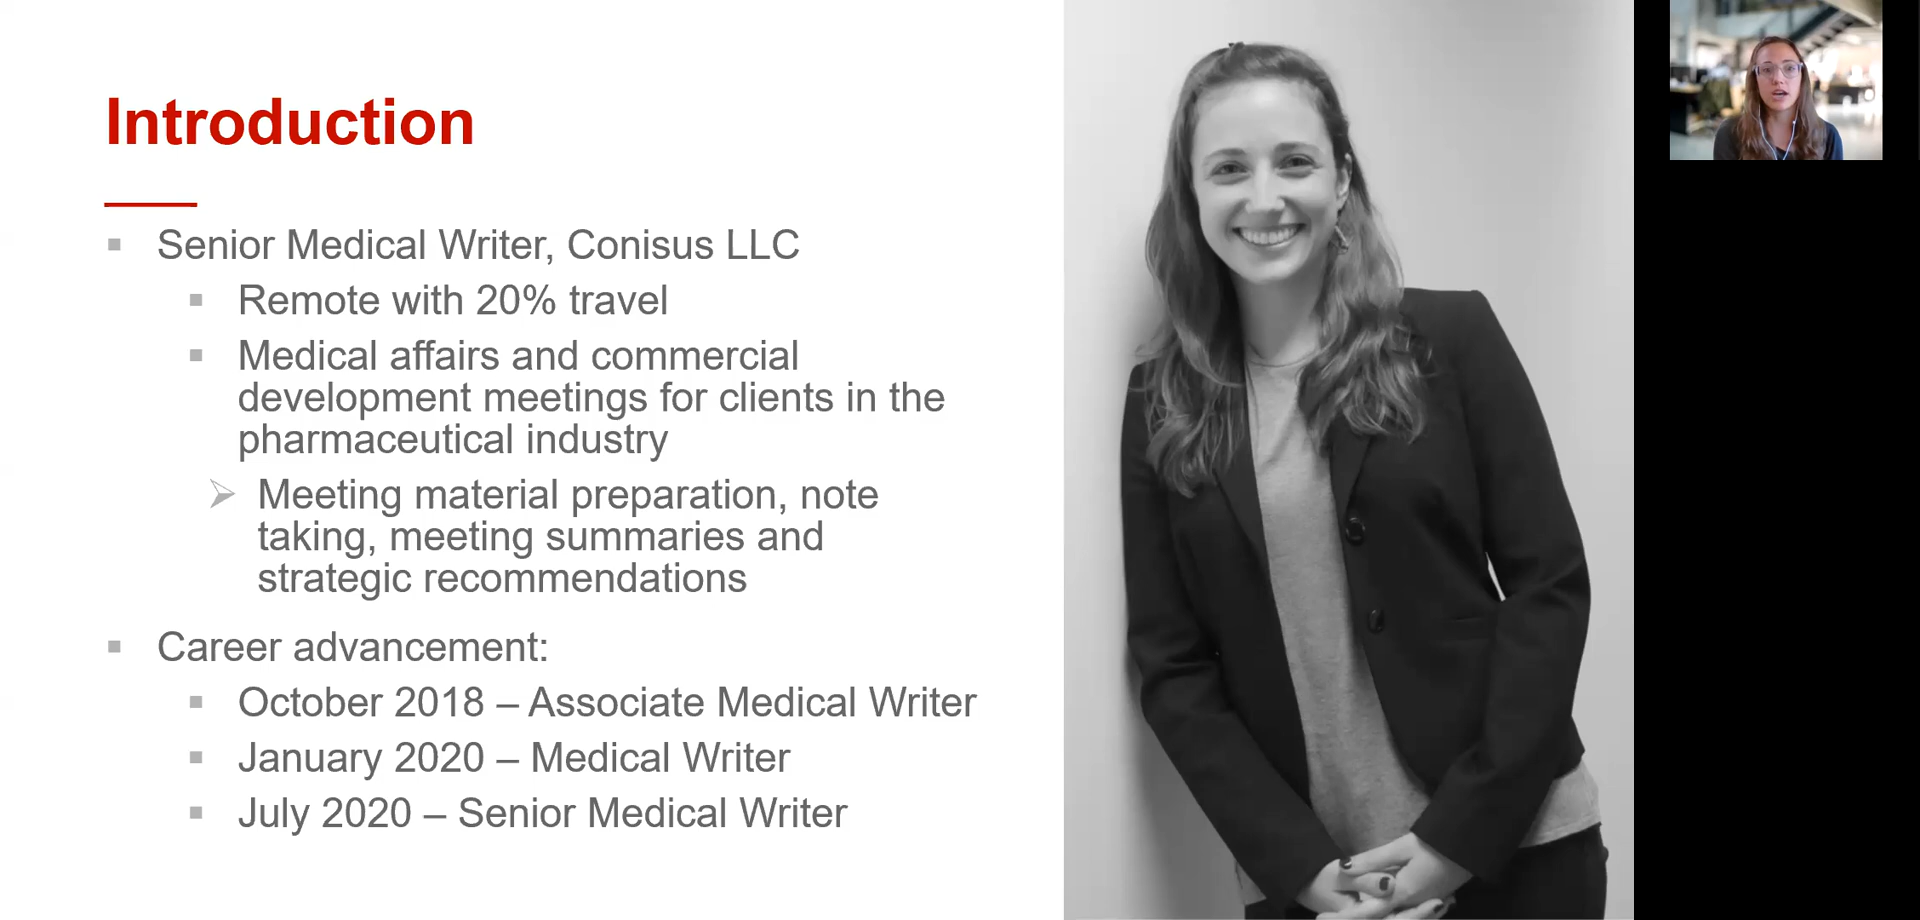 Introduction
Senior Medical Writer, Conisus LLC
Remote with 20% travel
Medical affairs and commercial
development meetings for clients in the
pharmaceutical industry
Meeting material preparation, note
taking, meeting summaries and
strategic recommendations
Career advancement:
October 2018 – Associate Medical Writer
January 2020 – Medical Writer
July 2020 – Senior Medical Writer